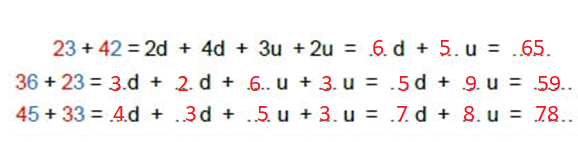 23 + 42 = 2d + 4d + 3u + 2u = .6. d + 5. u = ..65.
36 + 23 = 3.d + .2. d + .6.. u + .3. u = .5 d + .9. u = .59..
45 + 33 = .4.d + ..3 d + ..5. u + 3. u = .7. d + 8. u = .78..